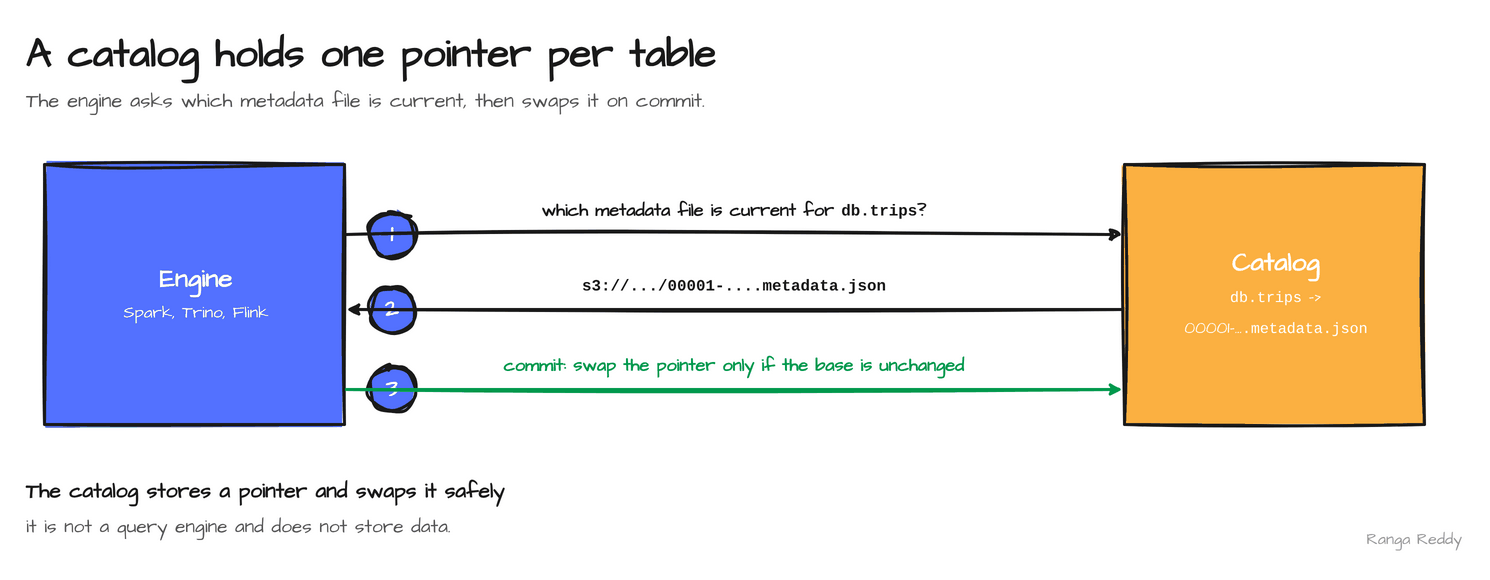 A catalog holds one pointer per table
The engine asks which metadata file is current, then swaps it on commit.
which metadata file is current for db.trips?
1
Engine
Spark, Trino, Flink
s3://.../00001-....metadata.json
2
Catalog
db.trips ->
00001-….metadata.json
commit: swap the pointer only if the base is unchanged
3
The catalog stores a pointer and swaps it safely
it is not a query engine and does not store data.
Ranga Reddy